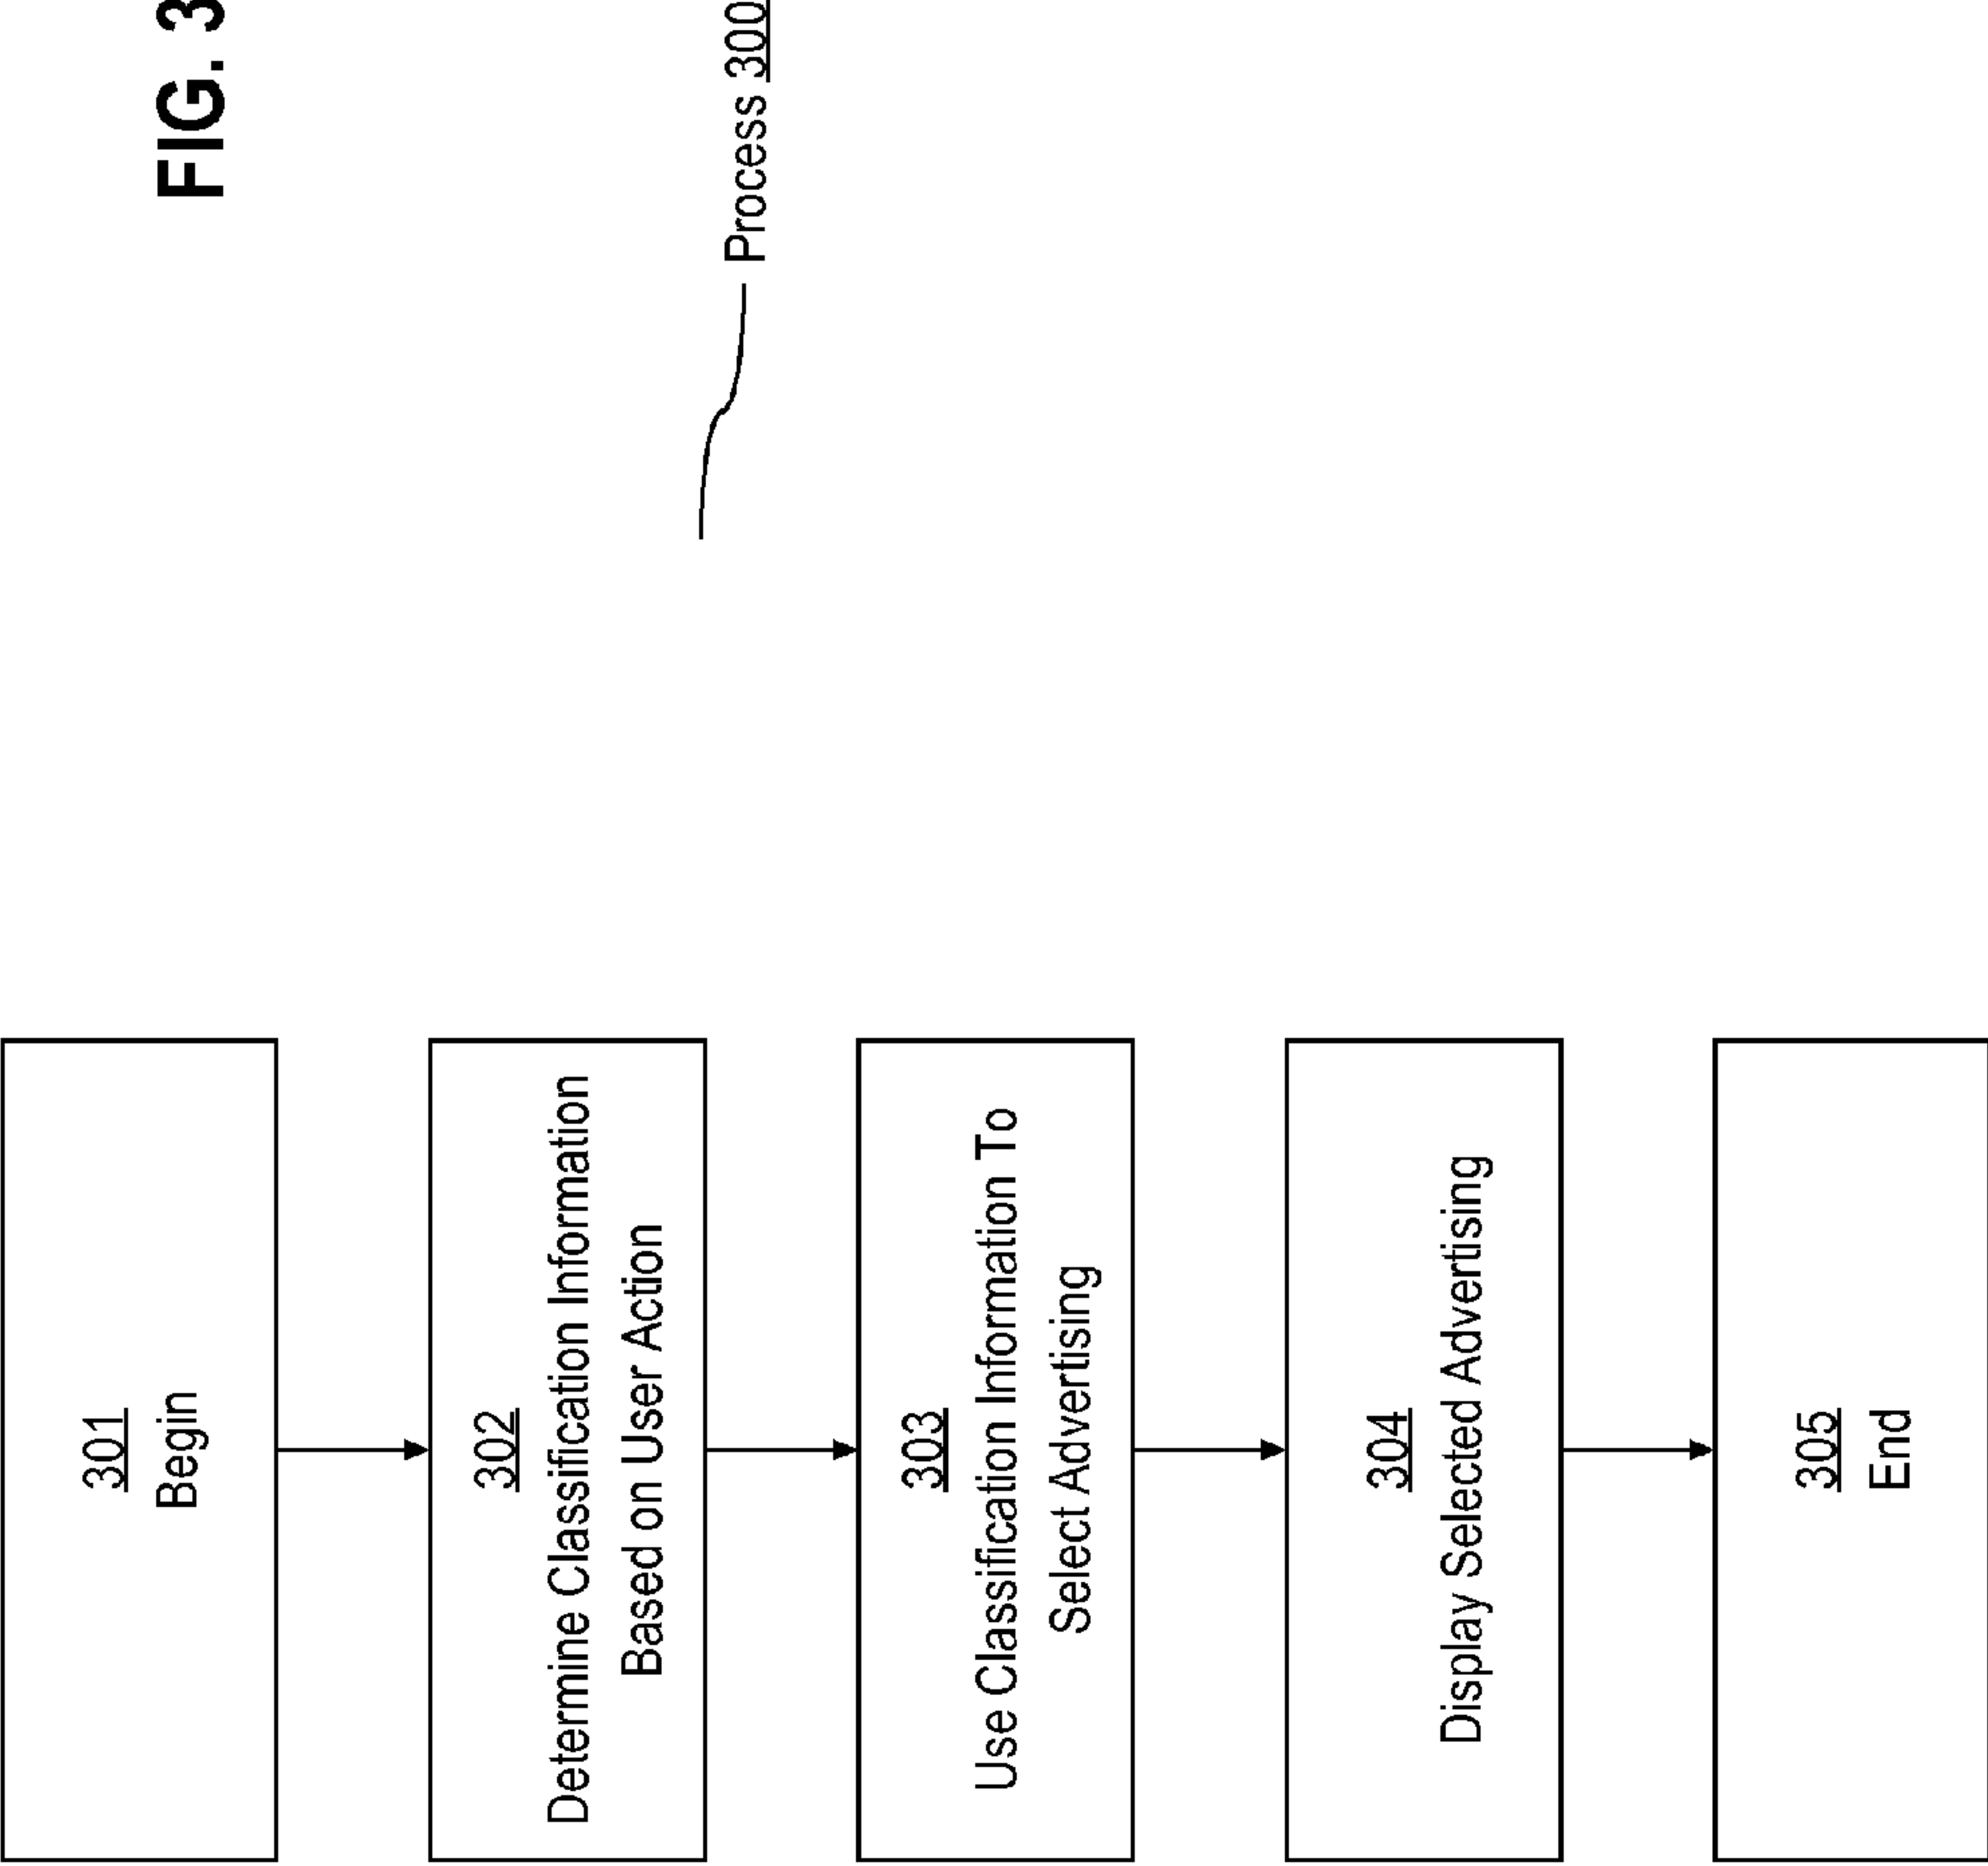 FIG. 3
Process 300
301
Begin
302
Determine Classification Information
Based on User Action
303
Use Classification Information To
Select Advertising
304
Display Selected Advertising
305
End